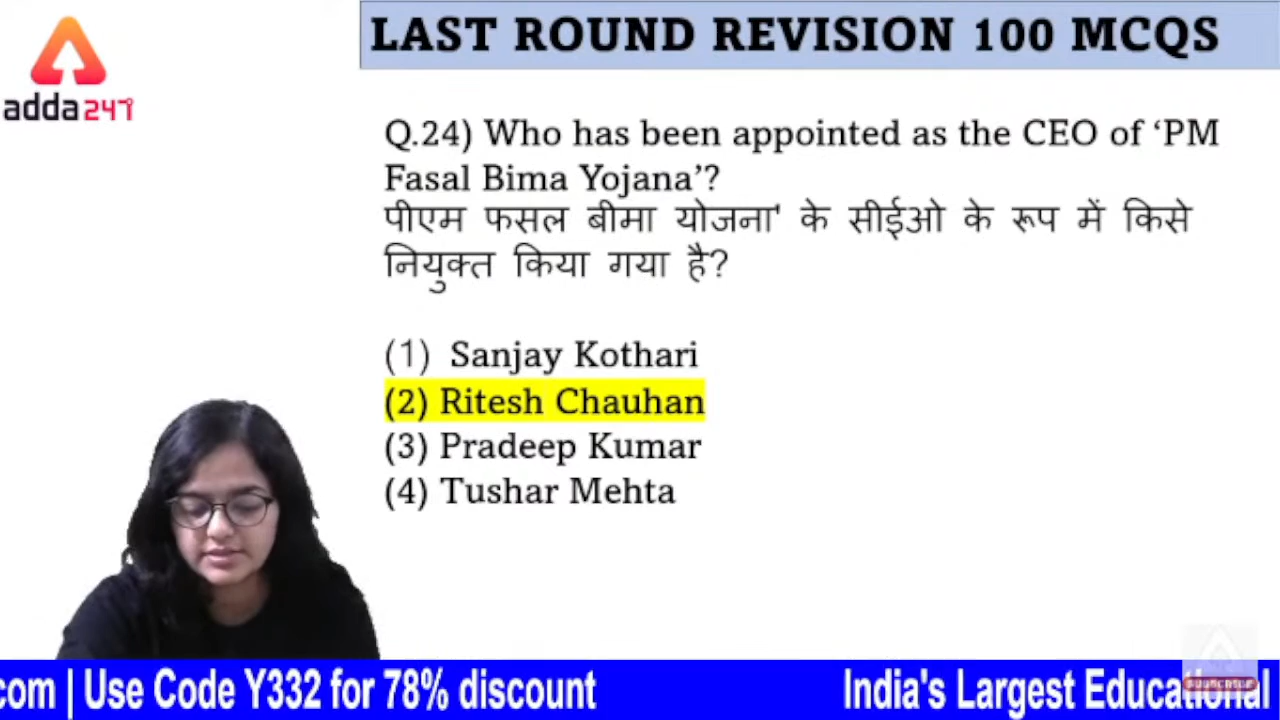 LAST ROUND REVISION 100 MCQS
adda247
Q.24) Who has been appointed as the CEO of ‘PM
Fasal Bima Yojana’?
पीएम फसल बीमा योजना' के सीईओ के रूप में किसे
नियुक्त किया गया है?
(1) Sanjay Kothari
(2) Ritesh Chauhan
(3) Pradeep Kumar
(4) Tushar Mehta
SUBSCRIBE
com | Use Code Y332 for 78% discount India's Largest Educational |